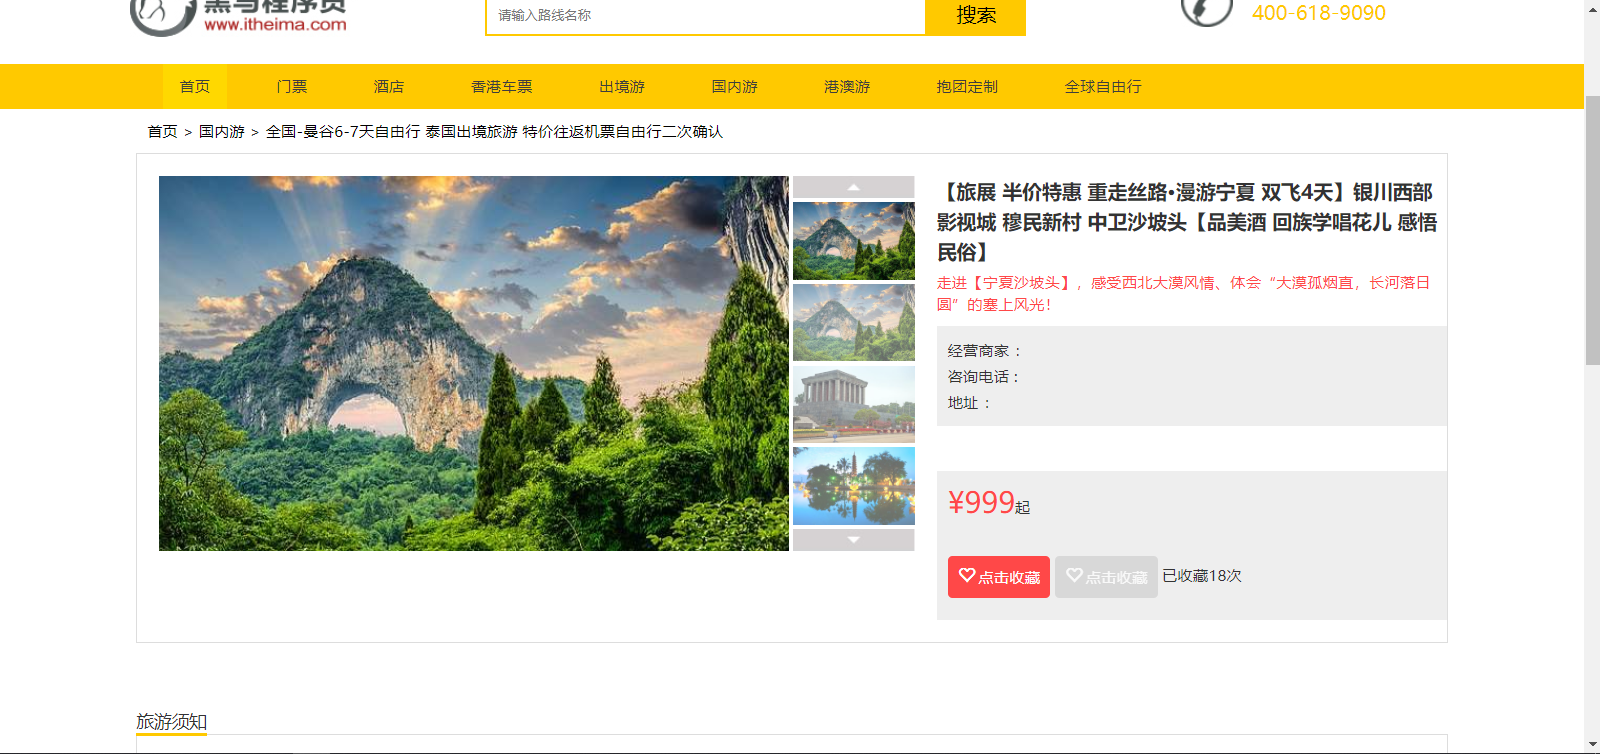 黑马程序员
www.itheima.com
请输入路线名称
搜索
400-618-9090
首页 门票 酒店 香港车票 出境游 国内游 港澳游 抱团定制 全球自由行
首页 > 国内游 > 全国-曼谷6-7天自由行 泰国出境旅游 特价往返机票自由行二次确认
【旅展 半价特惠 重走丝路•漫游宁夏 双飞4天】银川西部
影视城 穆民新村 中卫沙坡头【品美酒 回族学唱花儿 感悟
民俗】
走进【宁夏沙坡头】，感受西北大漠风情、体会“大漠孤烟直，长河落日
圆”的塞上风光！
经营商家 ：
咨询电话 :
地址 ：
¥999起
点击收藏 点击收藏 已收藏18次
旅游须知